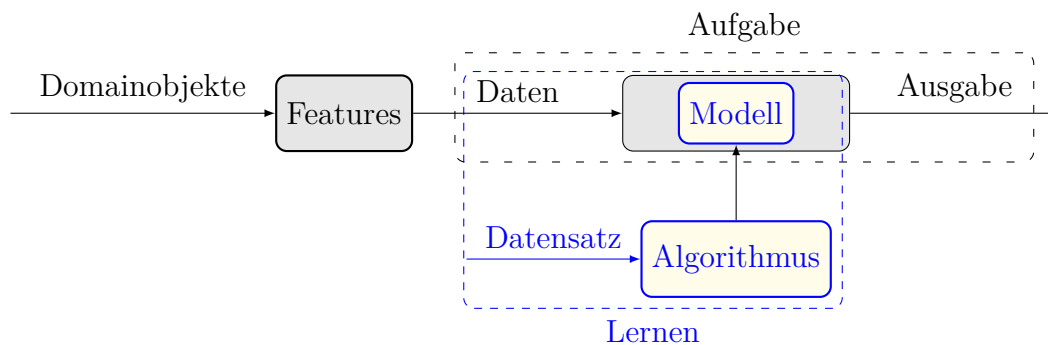 Aufgabe
Domainobjekte
Features
Daten
Modell
Ausgabe
Datensatz
Algorithmus
Lernen